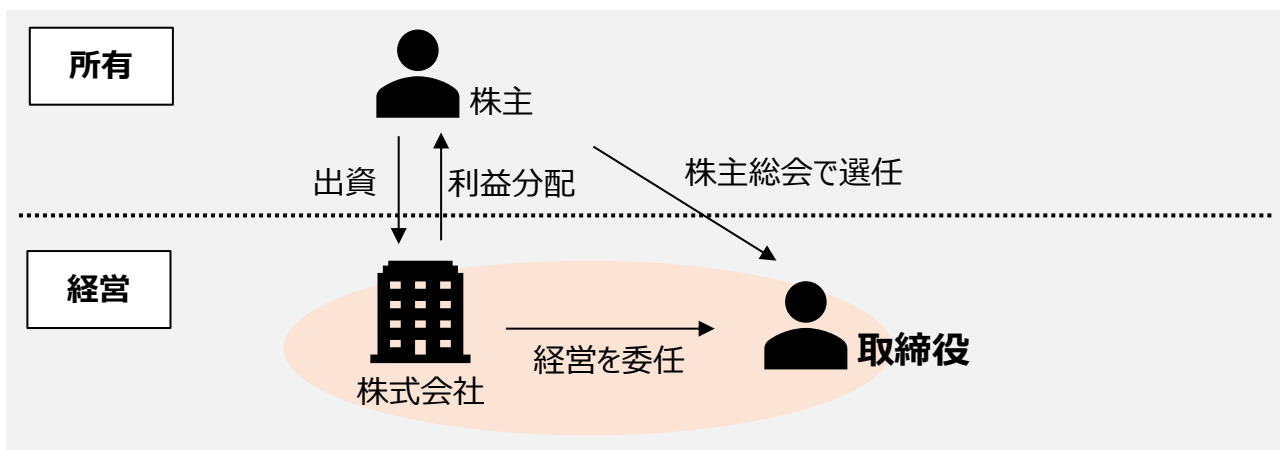 所有
株主
出資
利益分配
株主総会で選任
経営
経営を委任
取締役
株式会社